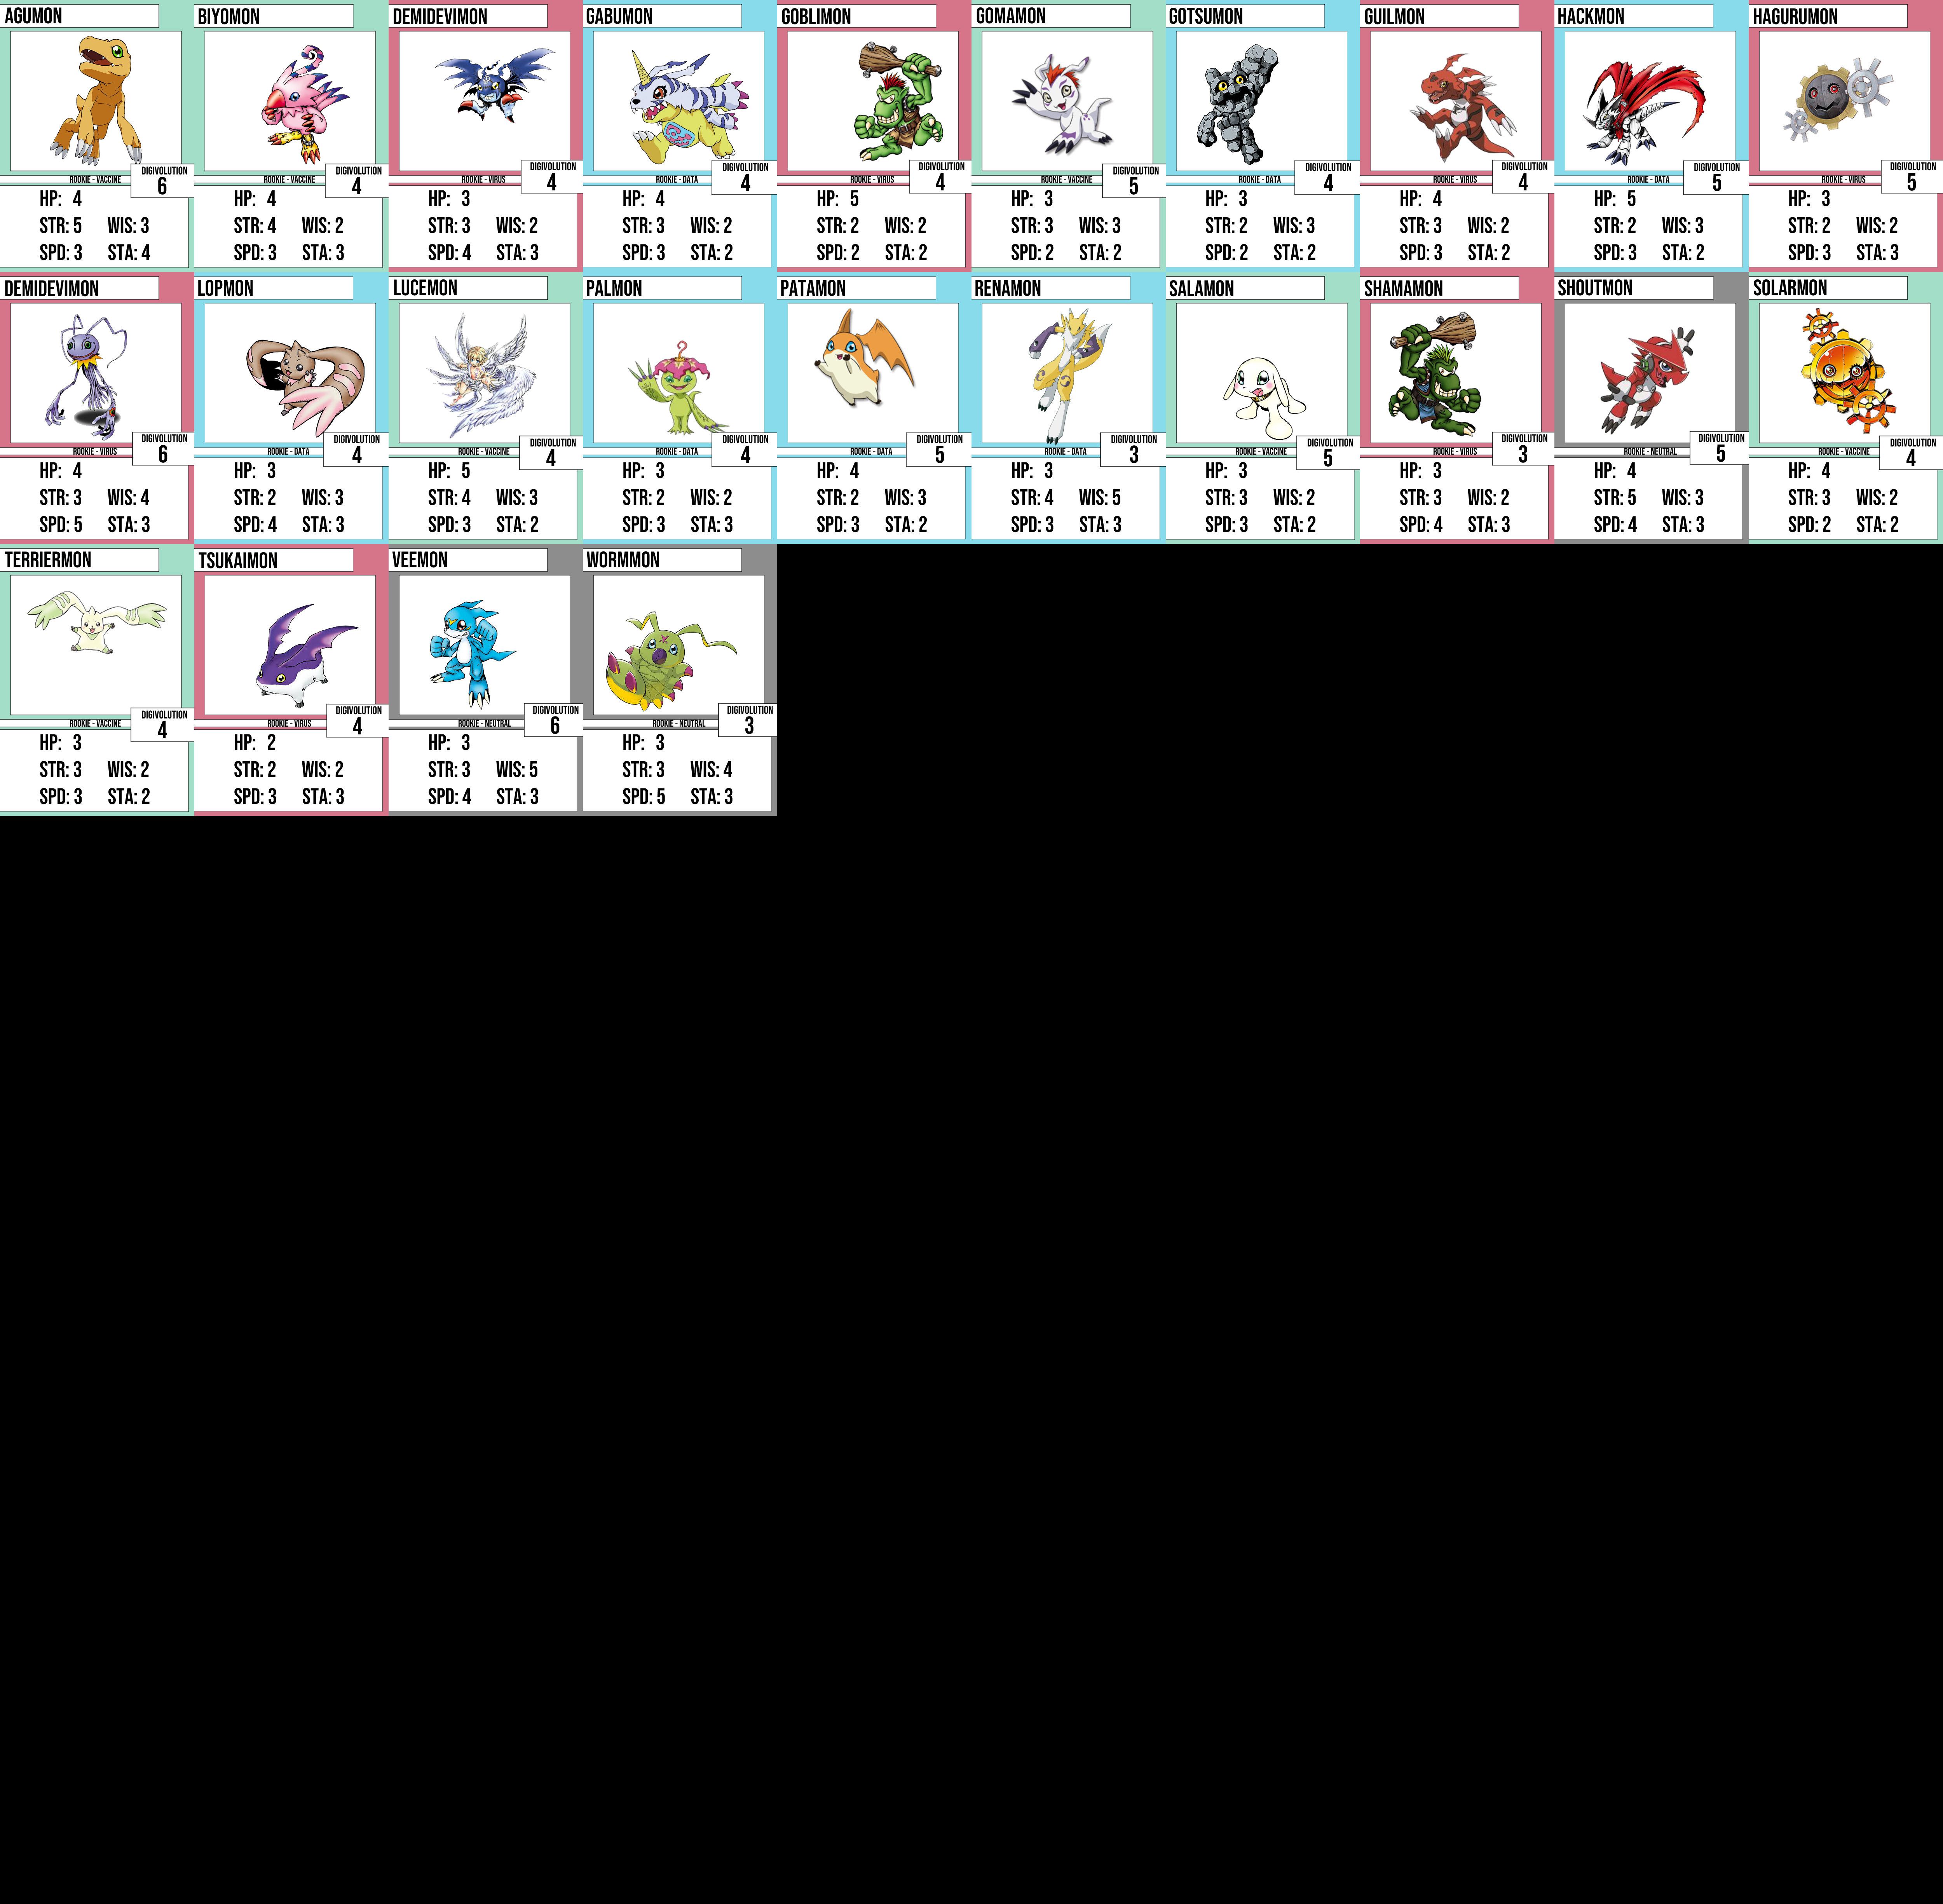 AGUMON
DIGIVOLUTION
6
ROOKIE - VACCINE
HP: 4
STR: 5 WIS: 3
SPD: 3 STA: 4
BIYOMON
DIGIVOLUTION
4
ROOKIE - VACCINE
HP: 4
STR: 4 WIS: 2
SPD: 3 STA: 3
DEMIDEVIMON
DIGIVOLUTION
4
ROOKIE - VIRUS
HP: 3
STR: 3 WIS: 2
SPD: 4 STA: 3
GABUMON
DIGIVOLUTION
4
ROOKIE - DATA
HP: 4
STR: 3 WIS: 2
SPD: 3 STA: 2
GOBLIMON
DIGIVOLUTION
4
ROOKIE - VIRUS
HP: 5
STR: 2 WIS: 2
SPD: 2 STA: 2
GOMAMON
DIGIVOLUTION
5
ROOKIE - VACCINE
HP: 3
STR: 3 WIS: 3
SPD: 2 STA: 2
GOTSUMON
DIGIVOLUTION
4
ROOKIE - DATA
HP: 3
STR: 2 WIS: 3
SPD: 2 STA: 2
GUILMON
DIGIVOLUTION
4
ROOKIE - VIRUS
HP: 4
STR: 3 WIS: 2
SPD: 3 STA: 2
HACKMON
DIGIVOLUTION
5
ROOKIE - DATA
HP: 5
STR: 2 WIS: 3
SPD: 3 STA: 2
HAGURUMON
DIGIVOLUTION
5
ROOKIE - VIRUS
HP: 3
STR: 2 WIS: 2
SPD: 3 STA: 3
DEMIDEVIMON
DIGIVOLUTION
6
ROOKIE - VIRUS
HP: 4
STR: 3 WIS: 4
SPD: 5 STA: 3
LOPMON
DIGIVOLUTION
4
ROOKIE - DATA
HP: 3
STR: 2 WIS: 3
SPD: 4 STA: 3
LUCEMON
DIGIVOLUTION
4
ROOKIE - VACCINE
HP: 5
STR: 4 WIS: 3
SPD: 3 STA: 2
PALMON
DIGIVOLUTION
4
ROOKIE - DATA
HP: 3
STR: 2 WIS: 2
SPD: 3 STA: 3
PATAMON
DIGIVOLUTION
5
ROOKIE - DATA
HP: 4
STR: 2 WIS: 3
SPD: 3 STA: 2
RENAMON
DIGIVOLUTION
3
ROOKIE - DATA
HP: 3
STR: 4 WIS: 5
SPD: 3 STA: 3
SALAMON
DIGIVOLUTION
5
ROOKIE - VACCINE
HP: 3
STR: 3 WIS: 2
SPD: 3 STA: 2
SHAMAMON
DIGIVOLUTION
3
ROOKIE - VIRUS
HP: 3
STR: 3 WIS: 2
SPD: 4 STA: 3
SHOUTMON
DIGIVOLUTION
5
ROOKIE - NEUTRAL
HP: 4
STR: 5 WIS: 3
SPD: 4 STA: 3
SOLARMON
DIGIVOLUTION
4
ROOKIE - VACCINE
HP: 4
STR: 3 WIS: 2
SPD: 2 STA: 2
TERRIERMON
DIGIVOLUTION
4
ROOKIE - VACCINE
HP: 3
STR: 3 WIS: 2
SPD: 3 STA: 2
TSUKAIMON
DIGIVOLUTION
4
ROOKIE - VIRUS
HP: 2
STR: 2 WIS: 2
SPD: 3 STA: 3
VEEMON
DIGIVOLUTION
6
ROOKIE - NEUTRAL
HP: 3
STR: 3 WIS: 5
SPD: 4 STA: 3
WORMMON
DIGIVOLUTION
3
ROOKIE - NEUTRAL
HP: 3
STR: 3 WIS: 4
SPD: 5 STA: 3